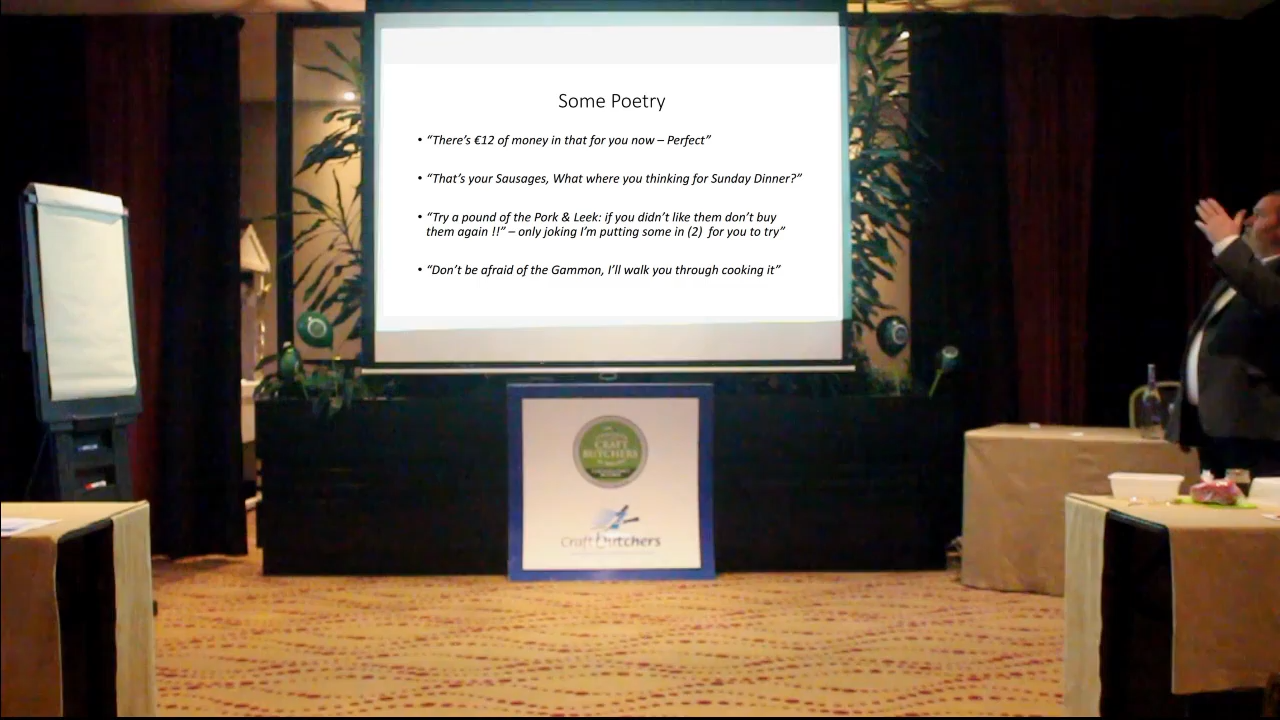 Some Poetry
• “There’s €12 of money in that for you now – Perfect”
• “That’s your Sausages, What where you thinking for Sunday Dinner?”
• “Try a pound of the Pork & Leek: if you didn’t like them don’t buy
them again !!” – only joking I’m putting some in (2) for you to try”
• “Don’t be afraid of the Gammon, I’ll walk you through cooking it”
CRAFT
BUTCHERS
Craft Butchers